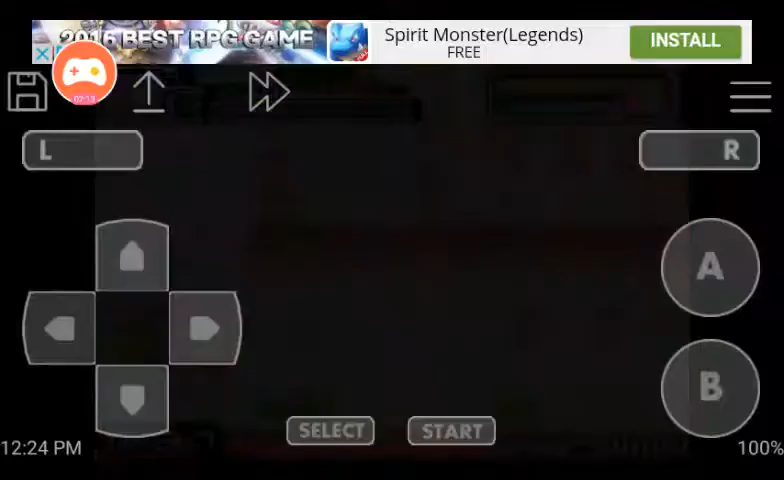 2016 BEST RPG GAME
Spirit Monster(Legends)
FREE
INSTALL
02:13
L
R
A
B
SELECT
START
12:24 PM
100%